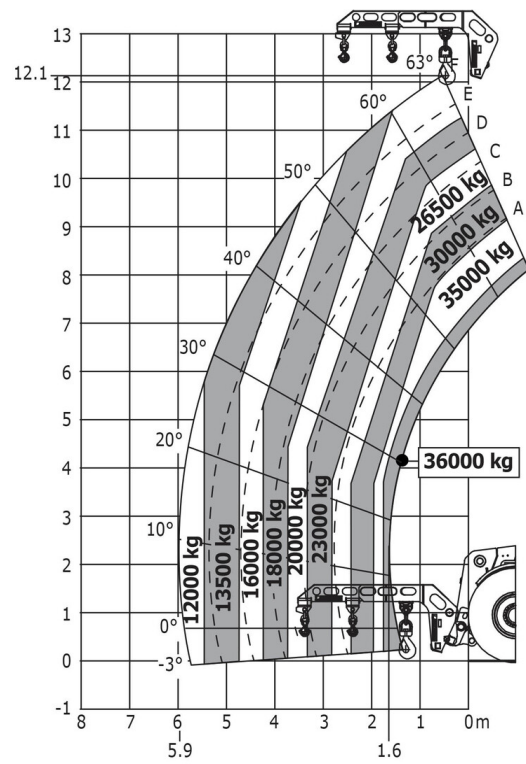 13
12.1
12
11
10
9
8
7
6
5
4
3
2
1
0
-1
8 7 6 5 4 3 2 1 0m
5.9 1.6
63°
60°
50°
40°
30°
20°
10°
0°
-3°
F
E
D
C
B
A
26500 kg
30000 kg
35000 kg
36000 kg
12000 kg
13500 kg
16000 kg
18000 kg
20000 kg
23000 kg